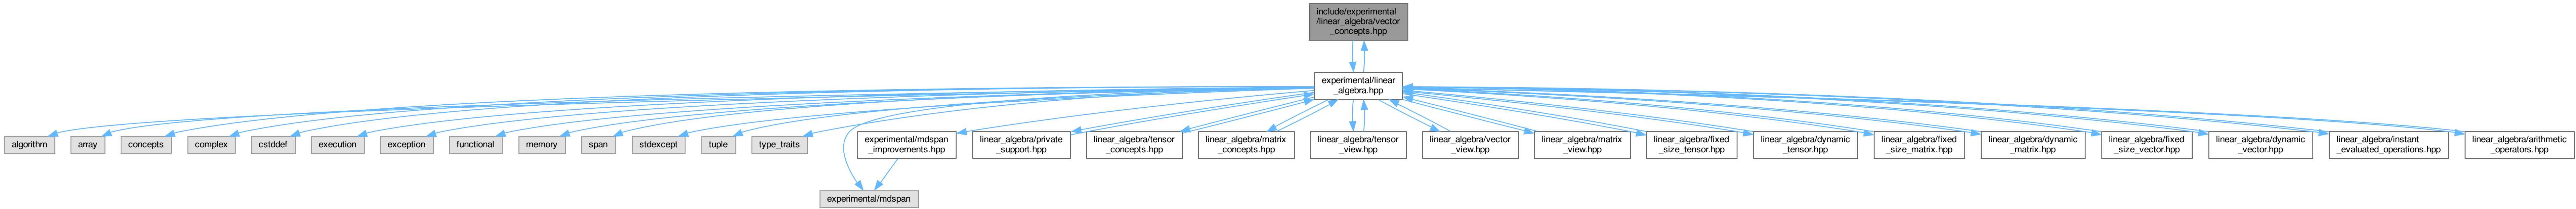 include/experimental
/linear_algebra/vector
_concepts.hpp
experimental/linear
_algebra.hpp
algorithm
array
concepts
complex
cstddef
execution
exception
functional
memory
span
stdexcept
tuple
type_traits
experimental/mdspan
_improvements.hpp
linear_algebra/private
_support.hpp
linear_algebra/tensor
_concepts.hpp
linear_algebra/matrix
_concepts.hpp
linear_algebra/tensor
_view.hpp
linear_algebra/vector
_view.hpp
linear_algebra/matrix
_view.hpp
linear_algebra/fixed
_size_tensor.hpp
linear_algebra/dynamic
_tensor.hpp
linear_algebra/fixed
_size_matrix.hpp
linear_algebra/dynamic
_matrix.hpp
linear_algebra/fixed
_size_vector.hpp
linear_algebra/dynamic
_vector.hpp
linear_algebra/instant
_evaluated_operations.hpp
linear_algebra/arithmetic
_operators.hpp
experimental/mdspan